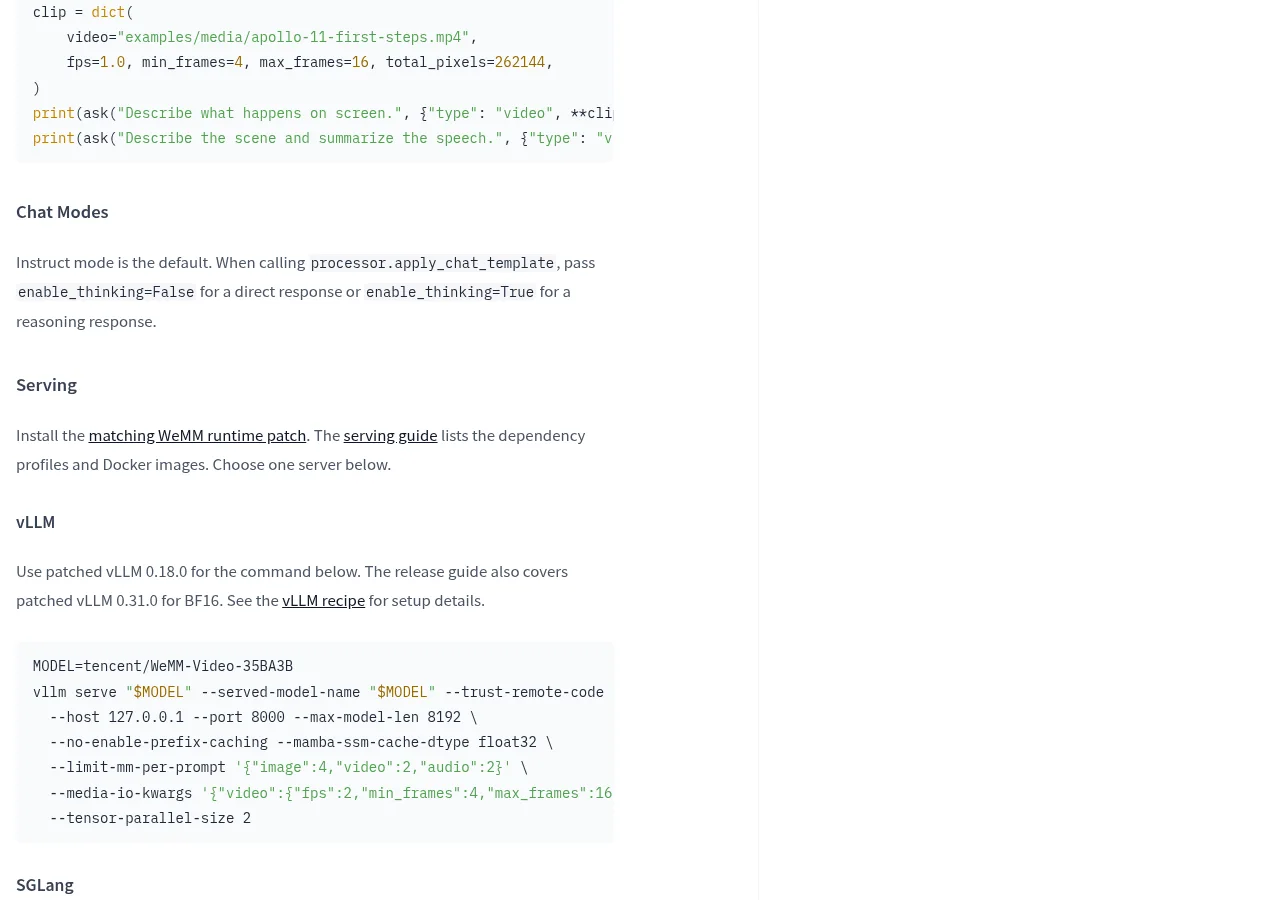 clip = dict(
    video="examples/media/apollo-11-first-steps.mp4",
    fps=1.0, min_frames=4, max_frames=16, total_pixels=262144,
)
print(ask("Describe what happens on screen.", {"type": "video", **cli
print(ask("Describe the scene and summarize the speech.", {"type": "v
Chat Modes
Instruct mode is the default. When calling processor.apply_chat_template, pass
enable_thinking=False for a direct response or enable_thinking=True for a
reasoning response.
Serving
Install the matching WeMM runtime patch. The serving guide lists the dependency
profiles and Docker images. Choose one server below.
vLLM
Use patched vLLM 0.18.0 for the command below. The release guide also covers
patched vLLM 0.31.0 for BF16. See the vLLM recipe for setup details.
MODEL=tencent/WeMM-Video-35BA3B
vllm serve "$MODEL" --served-model-name "$MODEL" --trust-remote-code
  --host 127.0.0.1 --port 8000 --max-model-len 8192 \
  --no-enable-prefix-caching --mamba-ssm-cache-dtype float32 \
  --limit-mm-per-prompt '{"image":4,"video":2,"audio":2}' \
  --media-io-kwargs '{"video":{"fps":2,"min_frames":4,"max_frames":16
  --tensor-parallel-size 2
SGLang